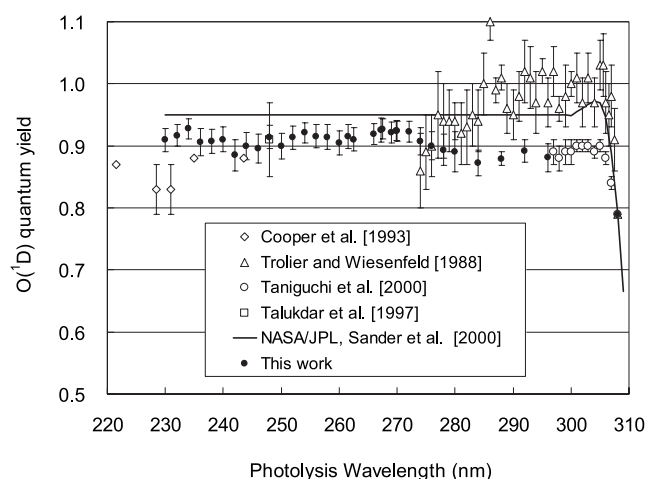 1.1
1.0
0.9
0.8
0.7
0.6
0.5
O(¹D) quantum yield
Cooper et al. [1993]
Trolier and Wiesenfeld [1988]
Taniguchi et al. [2000]
Talukdar et al. [1997]
NASA/JPL, Sander et al. [2000]
This work
220 230 240 250 260 270 280 290 300 310
Photolysis Wavelength (nm)